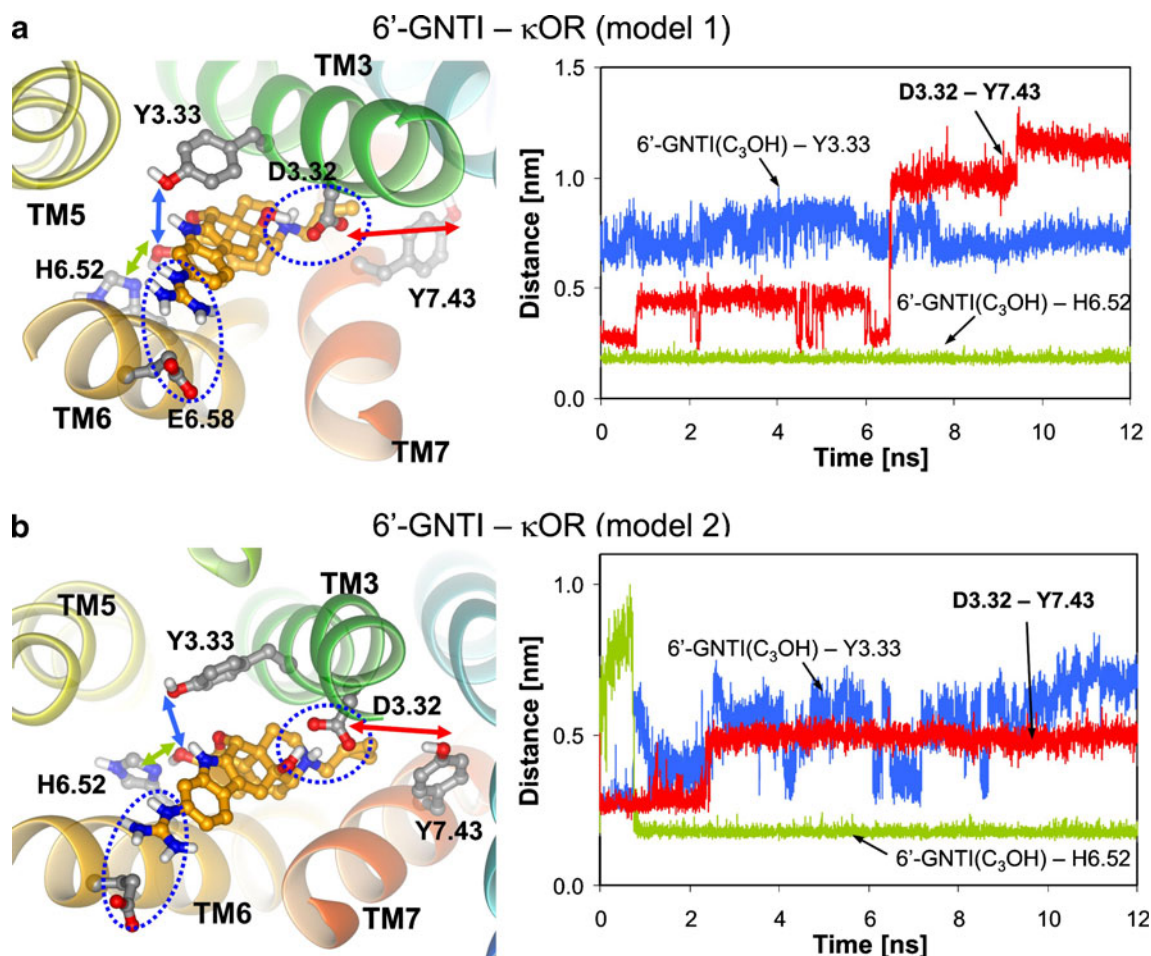 a
6'-GNTI – κOR (model 1)
TM3
Y3.33
D3.32
TM5
H6.52
Y7.43
TM6
E6.58
TM7
1.5
1.0
0.5
0.0
Distance [nm]
D3.32 – Y7.43
6'-GNTI(C₃OH) – Y3.33
6'-GNTI(C₃OH) – H6.52
0 2 4 6 8 10 12
Time [ns]
b
6'-GNTI – κOR (model 2)
TM3
TM5
Y3.33
D3.32
H6.52
Y7.43
TM6
TM7
1.0
0.5
0.0
Distance [nm]
D3.32 – Y7.43
6'-GNTI(C₃OH) – Y3.33
6'-GNTI(C₃OH) – H6.52
0 2 4 6 8 10 12
Time [ns]